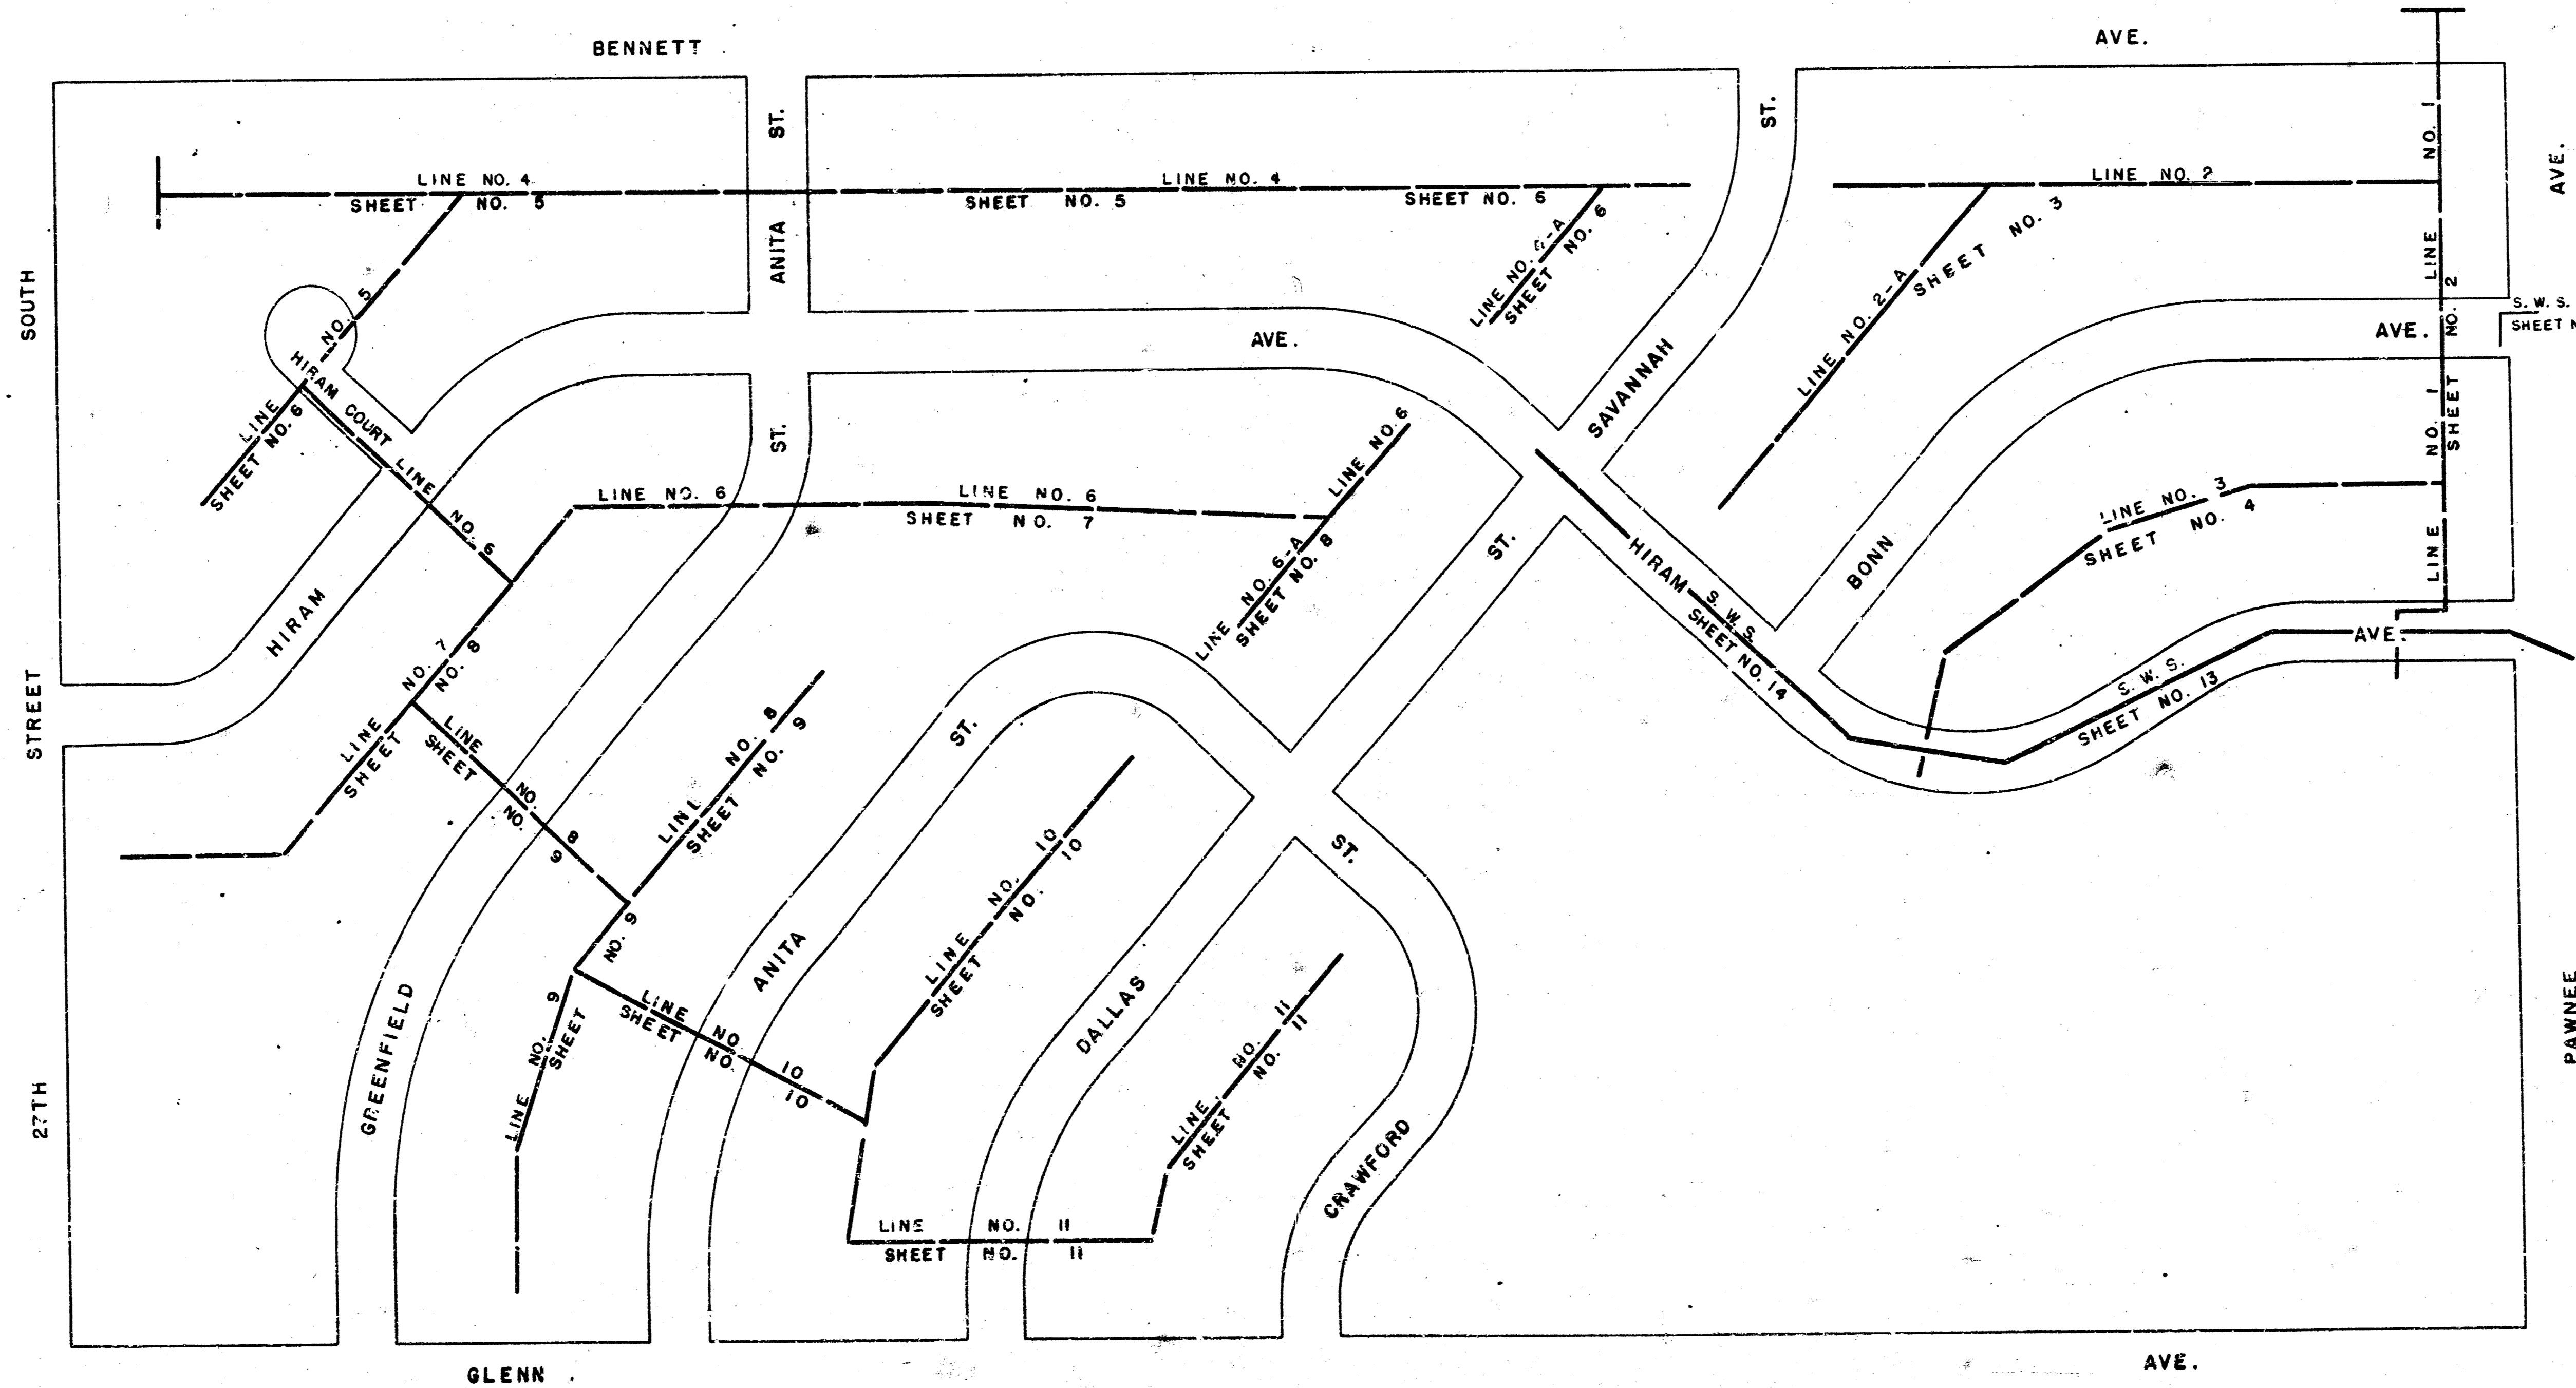 BENNETT AVE.
ST.
ST.
AVE.
LINE NO. 1
LINE NO. 4
SHEET NO. 5
LINE NO. 4
SHEET NO. 5
SHEET NO. 6
LINE NO. 4-A
SHEET NO. 6
LINE NO. 2
SHEET NO. 3
LINE NO. 2-A
ANITA
SOUTH
NO. 5
HIRAM COURT
LINE
SHEET NO. 6
LINE NO. 6
AVE.
SAVANNAH
AVE.
S. W. S.
SHEET
LINE NO. 1
SHEET NO. 2
LINE
ST.
LINE NO. 6
LINE NO. 6
SHEET NO. 7
LINE NO. 6
LINE NO. 6-A
SHEET NO. 8
ST.
BONN
LINE NO. 3
SHEET NO. 4
HIRAM
HIRAM
S. W. S.
SHEET NO. 14
AVE.
S. W. S.
SHEET NO. 13
STREET
LINE NO. 7
SHEET NO. 8
LINE NO. 8
SHEET NO. 9
LINE NO. 8
SHEET NO. 9
ST.
ST.
NO. 9
LINE NO.
SHEET 9
LINE NO. 10
SHEET NO. 10
LINE NO. 10
SHEET NO. 10
GREENFIELD
ANITA
DALLAS
CRAWFORD
LINE NO. 11
SHEET NO. 11
LINE NO. 11
SHEET NO. 11
27TH
PAWNEE
GLENN AVE.